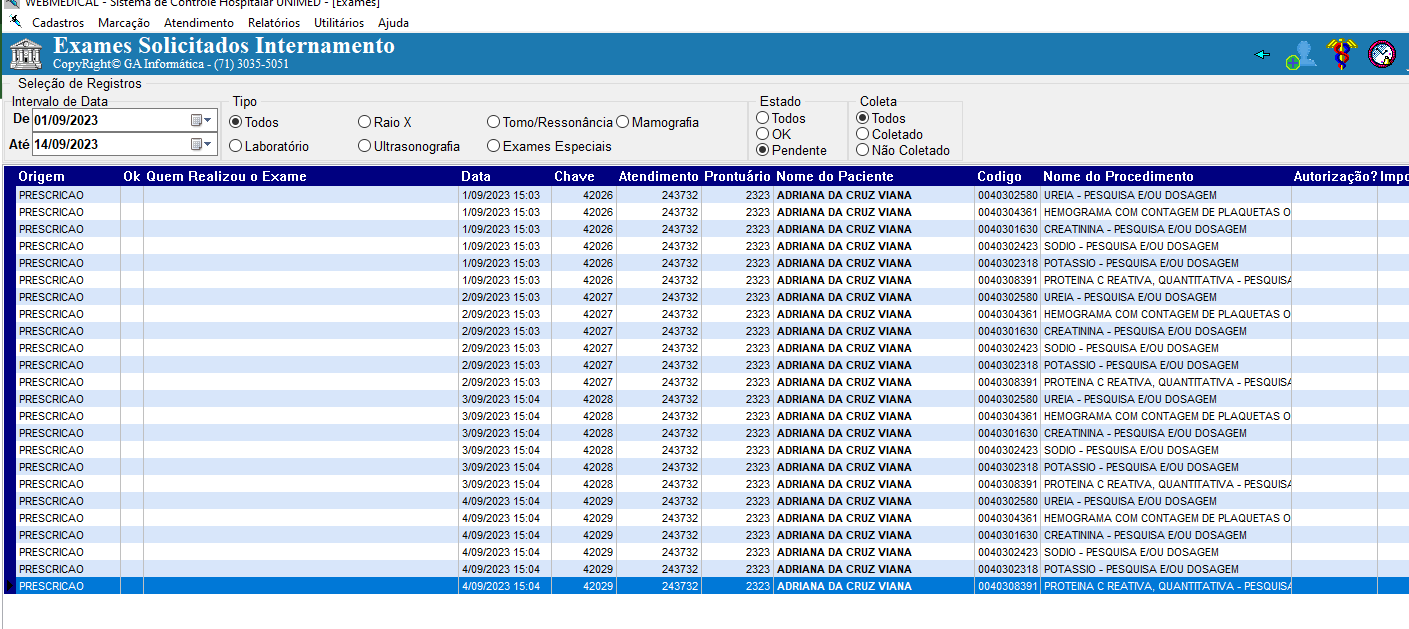 WEBMEDICAL - Sistema de Controle Hospitalar UNIMED - [Exames]
Cadastros Marcação Atendimento Relatórios Utilitários Ajuda
Exames Solicitados Internamento
CopyRight© GA Informática - (71) 3035-5051
Seleção de Registros
Intervalo de Data Tipo Estado Coleta
De 01/09/2023 Todos Raio X Tomo/Ressonância Mamografia Todos Todos
OK Coletado
Até 14/09/2023 Laboratório Ultrasonografia Exames Especiais Pendente Não Coletado
Origem Ok Quem Realizou o Exame Data Chave Atendimento Prontuário Nome do Paciente Codigo Nome do Procedimento Autorização? Impo
PRESCRICAO 1/09/2023 15:03 42026 243732 2323 ADRIANA DA CRUZ VIANA 0040302580 UREIA - PESQUISA E/OU DOSAGEM
PRESCRICAO 1/09/2023 15:03 42026 243732 2323 ADRIANA DA CRUZ VIANA 0040304361 HEMOGRAMA COM CONTAGEM DE PLAQUETAS O
PRESCRICAO 1/09/2023 15:03 42026 243732 2323 ADRIANA DA CRUZ VIANA 0040301630 CREATININA - PESQUISA E/OU DOSAGEM
PRESCRICAO 1/09/2023 15:03 42026 243732 2323 ADRIANA DA CRUZ VIANA 0040302423 SODIO - PESQUISA E/OU DOSAGEM
PRESCRICAO 1/09/2023 15:03 42026 243732 2323 ADRIANA DA CRUZ VIANA 0040302318 POTASSIO - PESQUISA E/OU DOSAGEM
PRESCRICAO 1/09/2023 15:03 42026 243732 2323 ADRIANA DA CRUZ VIANA 0040308391 PROTEINA C REATIVA, QUANTITATIVA - PESQUISA
PRESCRICAO 2/09/2023 15:03 42027 243732 2323 ADRIANA DA CRUZ VIANA 0040302580 UREIA - PESQUISA E/OU DOSAGEM
PRESCRICAO 2/09/2023 15:03 42027 243732 2323 ADRIANA DA CRUZ VIANA 0040304361 HEMOGRAMA COM CONTAGEM DE PLAQUETAS O
PRESCRICAO 2/09/2023 15:03 42027 243732 2323 ADRIANA DA CRUZ VIANA 0040301630 CREATININA - PESQUISA E/OU DOSAGEM
PRESCRICAO 2/09/2023 15:03 42027 243732 2323 ADRIANA DA CRUZ VIANA 0040302423 SODIO - PESQUISA E/OU DOSAGEM
PRESCRICAO 2/09/2023 15:03 42027 243732 2323 ADRIANA DA CRUZ VIANA 0040302318 POTASSIO - PESQUISA E/OU DOSAGEM
PRESCRICAO 2/09/2023 15:03 42027 243732 2323 ADRIANA DA CRUZ VIANA 0040308391 PROTEINA C REATIVA, QUANTITATIVA - PESQUISA
PRESCRICAO 3/09/2023 15:04 42028 243732 2323 ADRIANA DA CRUZ VIANA 0040302580 UREIA - PESQUISA E/OU DOSAGEM
PRESCRICAO 3/09/2023 15:04 42028 243732 2323 ADRIANA DA CRUZ VIANA 0040304361 HEMOGRAMA COM CONTAGEM DE PLAQUETAS O
PRESCRICAO 3/09/2023 15:04 42028 243732 2323 ADRIANA DA CRUZ VIANA 0040301630 CREATININA - PESQUISA E/OU DOSAGEM
PRESCRICAO 3/09/2023 15:04 42028 243732 2323 ADRIANA DA CRUZ VIANA 0040302423 SODIO - PESQUISA E/OU DOSAGEM
PRESCRICAO 3/09/2023 15:04 42028 243732 2323 ADRIANA DA CRUZ VIANA 0040302318 POTASSIO - PESQUISA E/OU DOSAGEM
PRESCRICAO 3/09/2023 15:04 42028 243732 2323 ADRIANA DA CRUZ VIANA 0040308391 PROTEINA C REATIVA, QUANTITATIVA - PESQUISA
PRESCRICAO 4/09/2023 15:04 42029 243732 2323 ADRIANA DA CRUZ VIANA 0040302580 UREIA - PESQUISA E/OU DOSAGEM
PRESCRICAO 4/09/2023 15:04 42029 243732 2323 ADRIANA DA CRUZ VIANA 0040304361 HEMOGRAMA COM CONTAGEM DE PLAQUETAS O
PRESCRICAO 4/09/2023 15:04 42029 243732 2323 ADRIANA DA CRUZ VIANA 0040301630 CREATININA - PESQUISA E/OU DOSAGEM
PRESCRICAO 4/09/2023 15:04 42029 243732 2323 ADRIANA DA CRUZ VIANA 0040302423 SODIO - PESQUISA E/OU DOSAGEM
PRESCRICAO 4/09/2023 15:04 42029 243732 2323 ADRIANA DA CRUZ VIANA 0040302318 POTASSIO - PESQUISA E/OU DOSAGEM
PRESCRICAO 4/09/2023 15:04 42029 243732 2323 ADRIANA DA CRUZ VIANA 0040308391 PROTEINA C REATIVA, QUANTITATIVA - PESQUISA